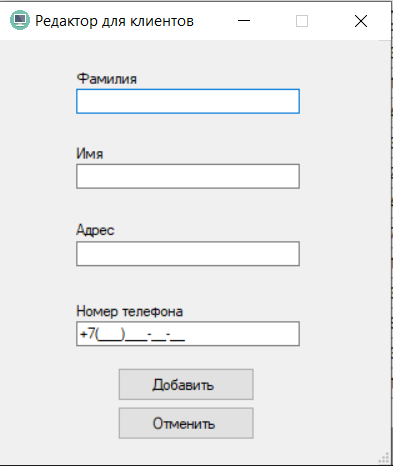 Редактор для клиентов
Фамилия
Имя
Адрес
Номер телефона
+7(___)___-__-__
Добавить
Отменить